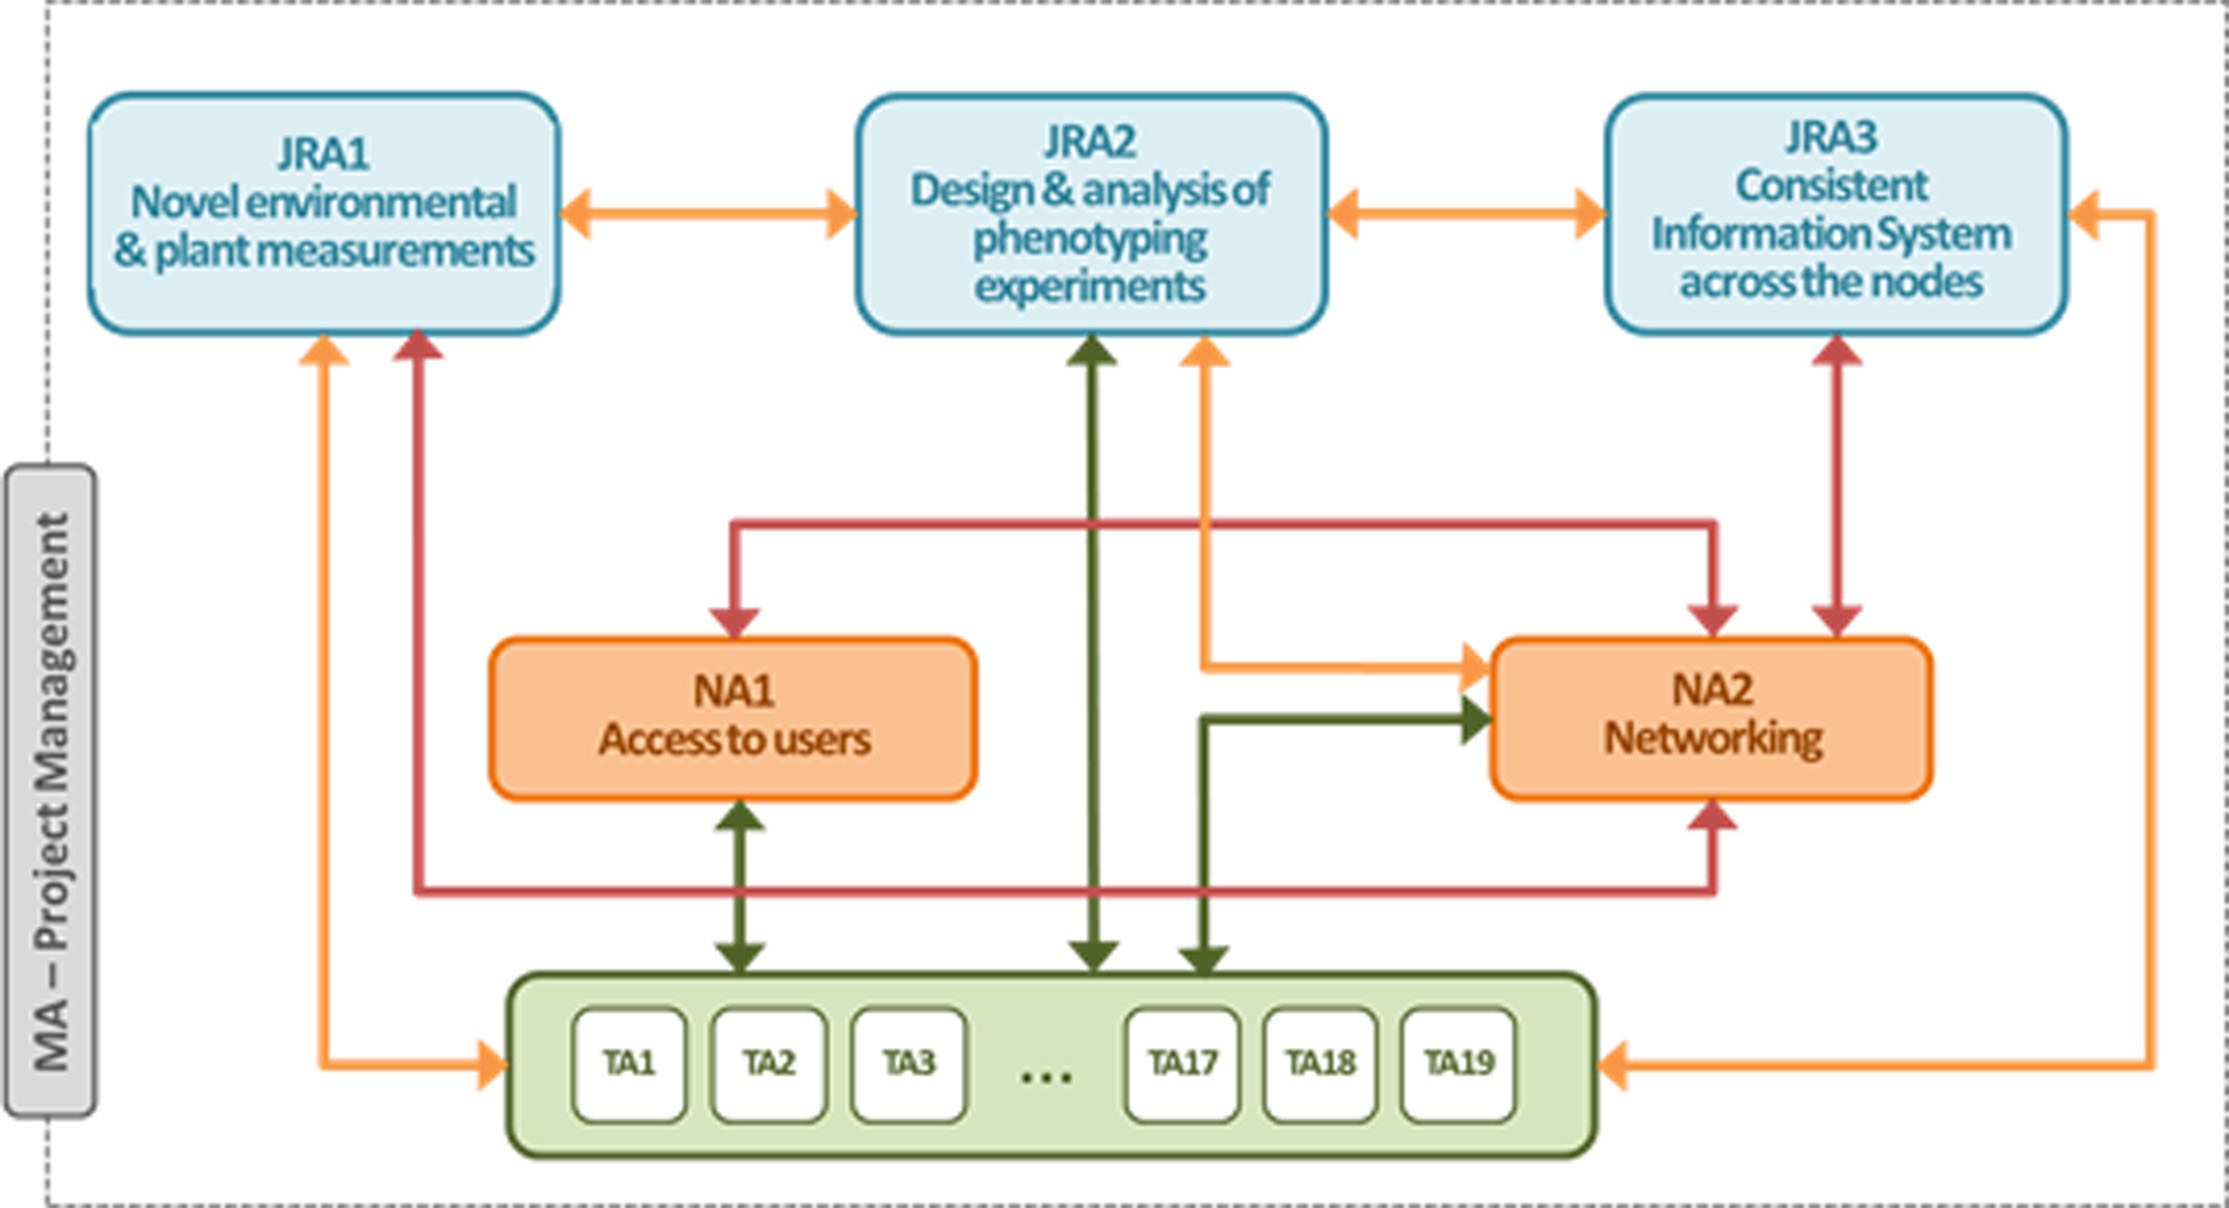 JRA1
Novel environmental
& plant measurements
JRA2
Design & analysis of
phenotyping
experiments
JRA3
Consistent
Information System
across the nodes
MA – Project Management
NA1
Access to users
NA2
Networking
TA1
TA2
TA3
...
TA17
TA18
TA19